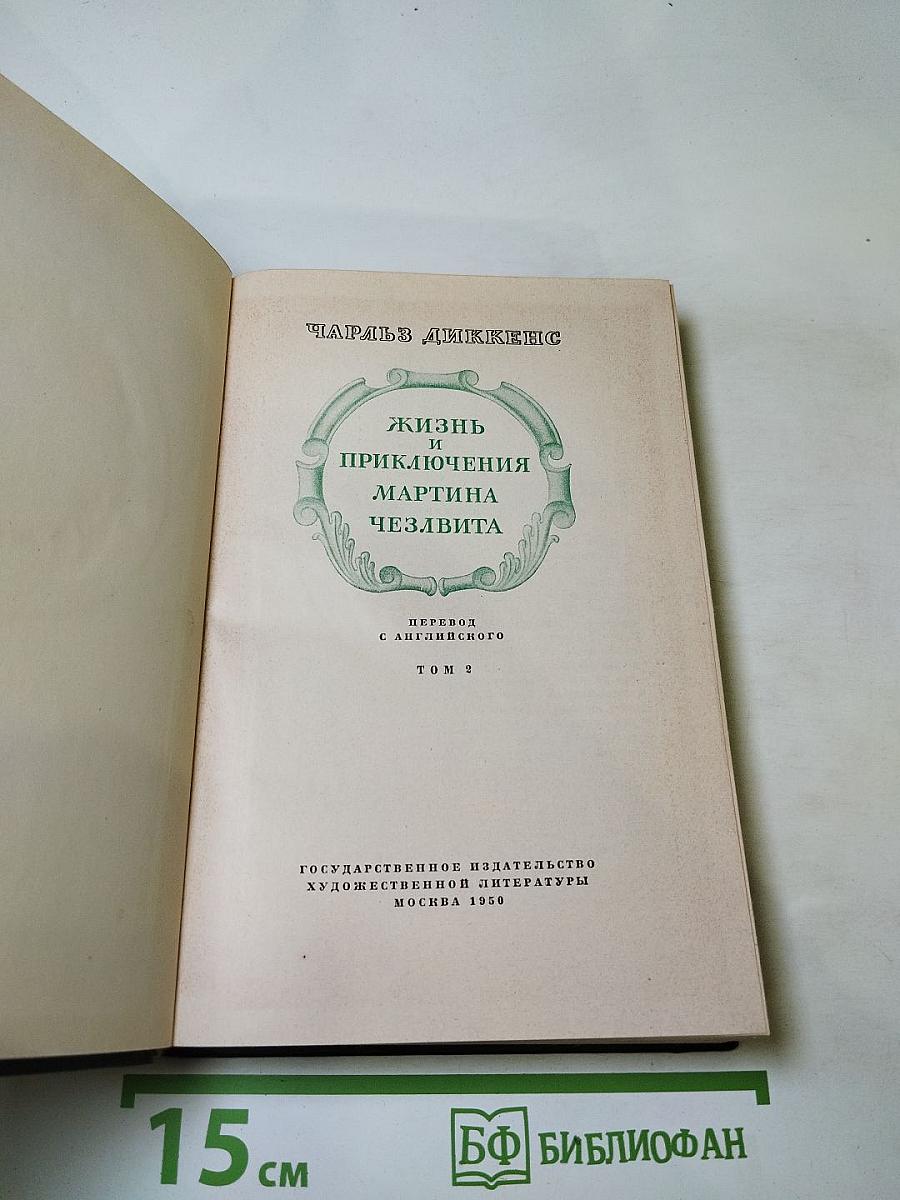 ЧАРЛЬЗ ДИККЕНС
ЖИЗНЬ
И
ПРИКЛЮЧЕНИЯ
МАРТИНА
ЧЕЗЛВИТА
ПЕРЕВОД
С АНГЛИЙСКОГО
ТОМ 2
ГОСУДАРСТВЕННОЕ ИЗДАТЕЛЬСТВО
ХУДОЖЕСТВЕННОЙ ЛИТЕРАТУРЫ
МОСКВА 1950
15 СМ
БФ БИБЛИОФАН